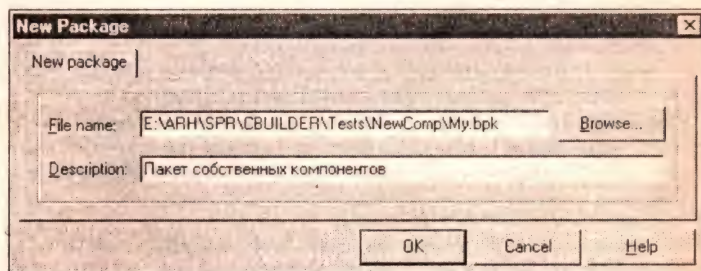 New Package
New package
File name: E:\ARH\SPR\CBUILDER\Tests\NewComp\My.bpk Browse...
Description: Пакет собственных компонентов
OK Cancel Help